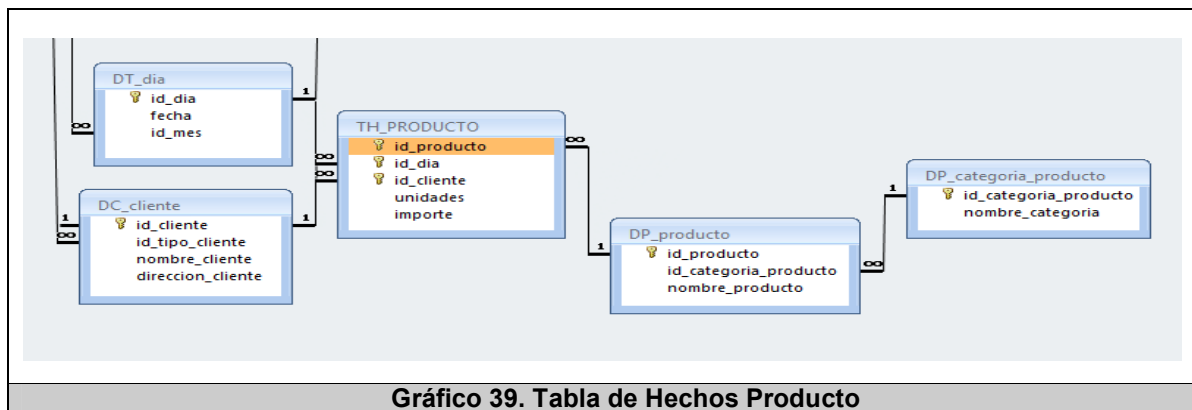 DT_dia
id_dia
fecha
id_mes
1
∞
DC_cliente
id_cliente
id_tipo_cliente
nombre_cliente
direccion_cliente
1
∞
1
TH_PRODUCTO
id_producto
id_dia
id_cliente
unidades
importe
∞
∞
∞
DP_producto
id_producto
id_categoria_producto
nombre_producto
1
∞
DP_categoria_producto
id_categoria_producto
nombre_categoria
1
Gráfico 39. Tabla de Hechos Producto